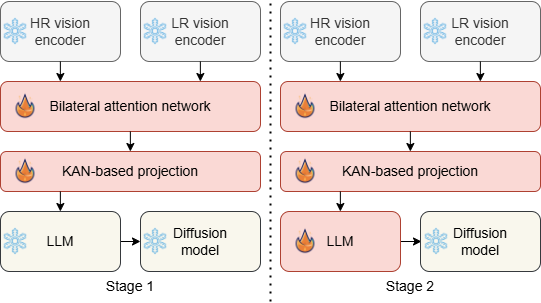 HR vision
encoder
LR vision
encoder
Bilateral attention network
KAN-based projection
LLM
Diffusion
model
Stage 1
HR vision
encoder
LR vision
encoder
Bilateral attention network
KAN-based projection
LLM
Diffusion
model
Stage 2